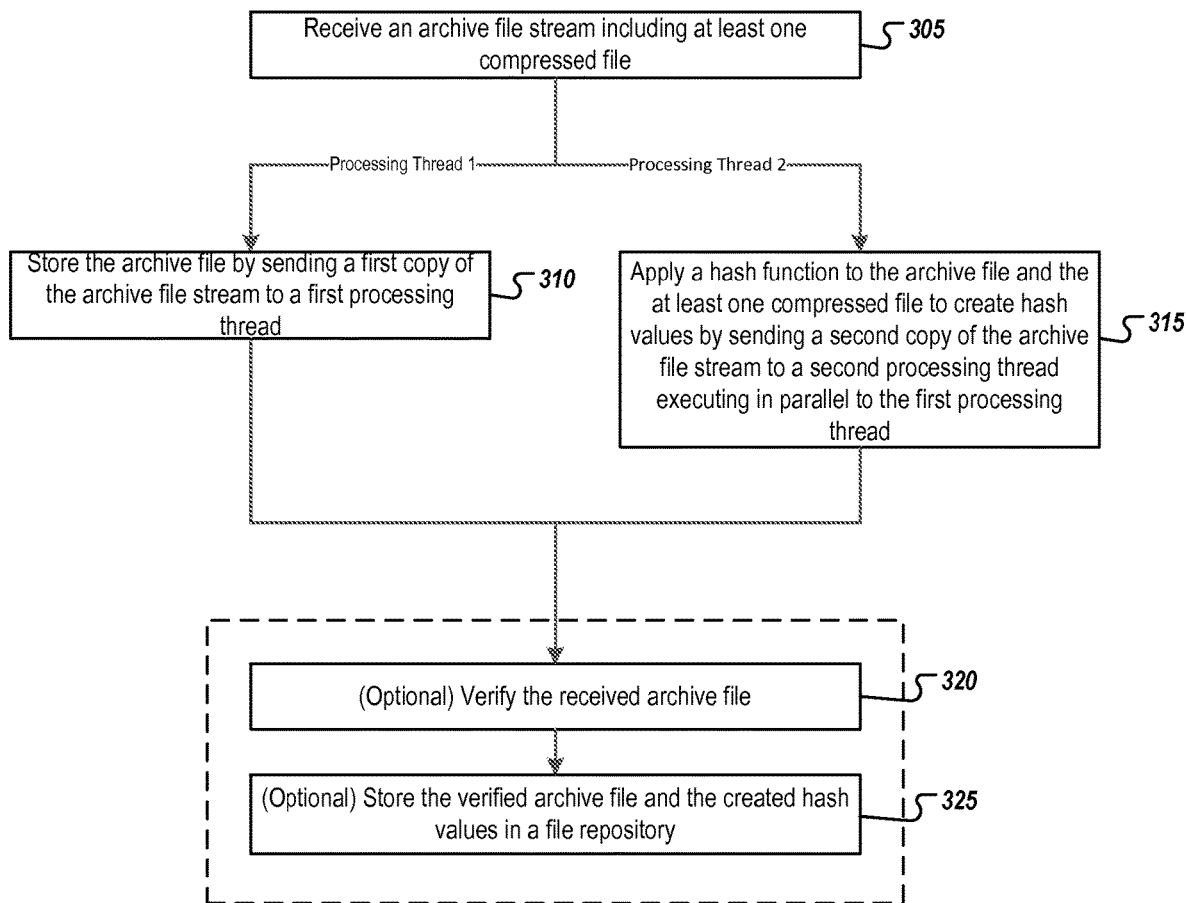 Receive an archive file stream including at least one
compressed file
305
Processing Thread 1
Processing Thread 2
Store the archive file by sending a first copy of
the archive file stream to a first processing
thread
310
Apply a hash function to the archive file and the
at least one compressed file to create hash
values by sending a second copy of the archive
file stream to a second processing thread
executing in parallel to the first processing
thread
315
(Optional) Verify the received archive file
320
(Optional) Store the verified archive file and the created hash
values in a file repository
325